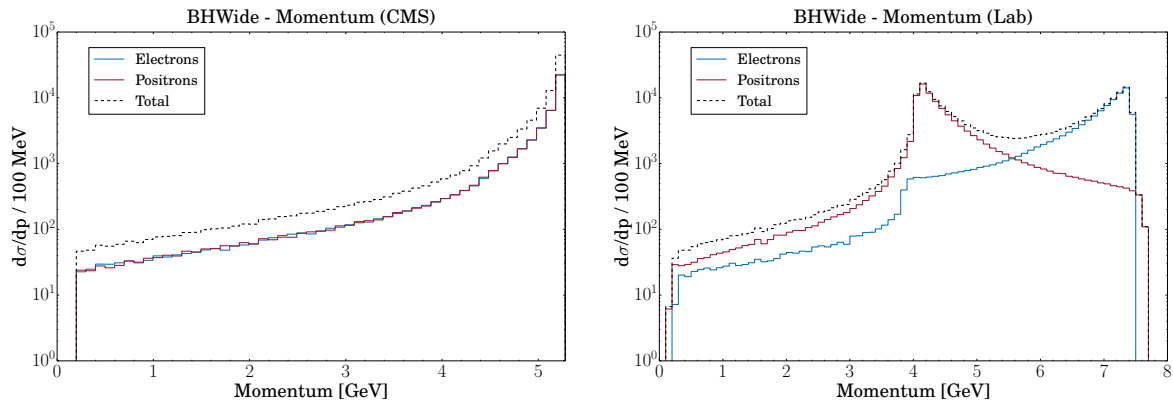 BHWide - Momentum (CMS)
dσ/dp / 100 MeV
10^5
10^4
10^3
10^2
10^1
10^0
Electrons
Positrons
Total
0 1 2 3 4 5
Momentum [GeV]
BHWide - Momentum (Lab)
dσ/dp / 100 MeV
10^5
10^4
10^3
10^2
10^1
10^0
Electrons
Positrons
Total
0 1 2 3 4 5 6 7 8
Momentum [GeV]